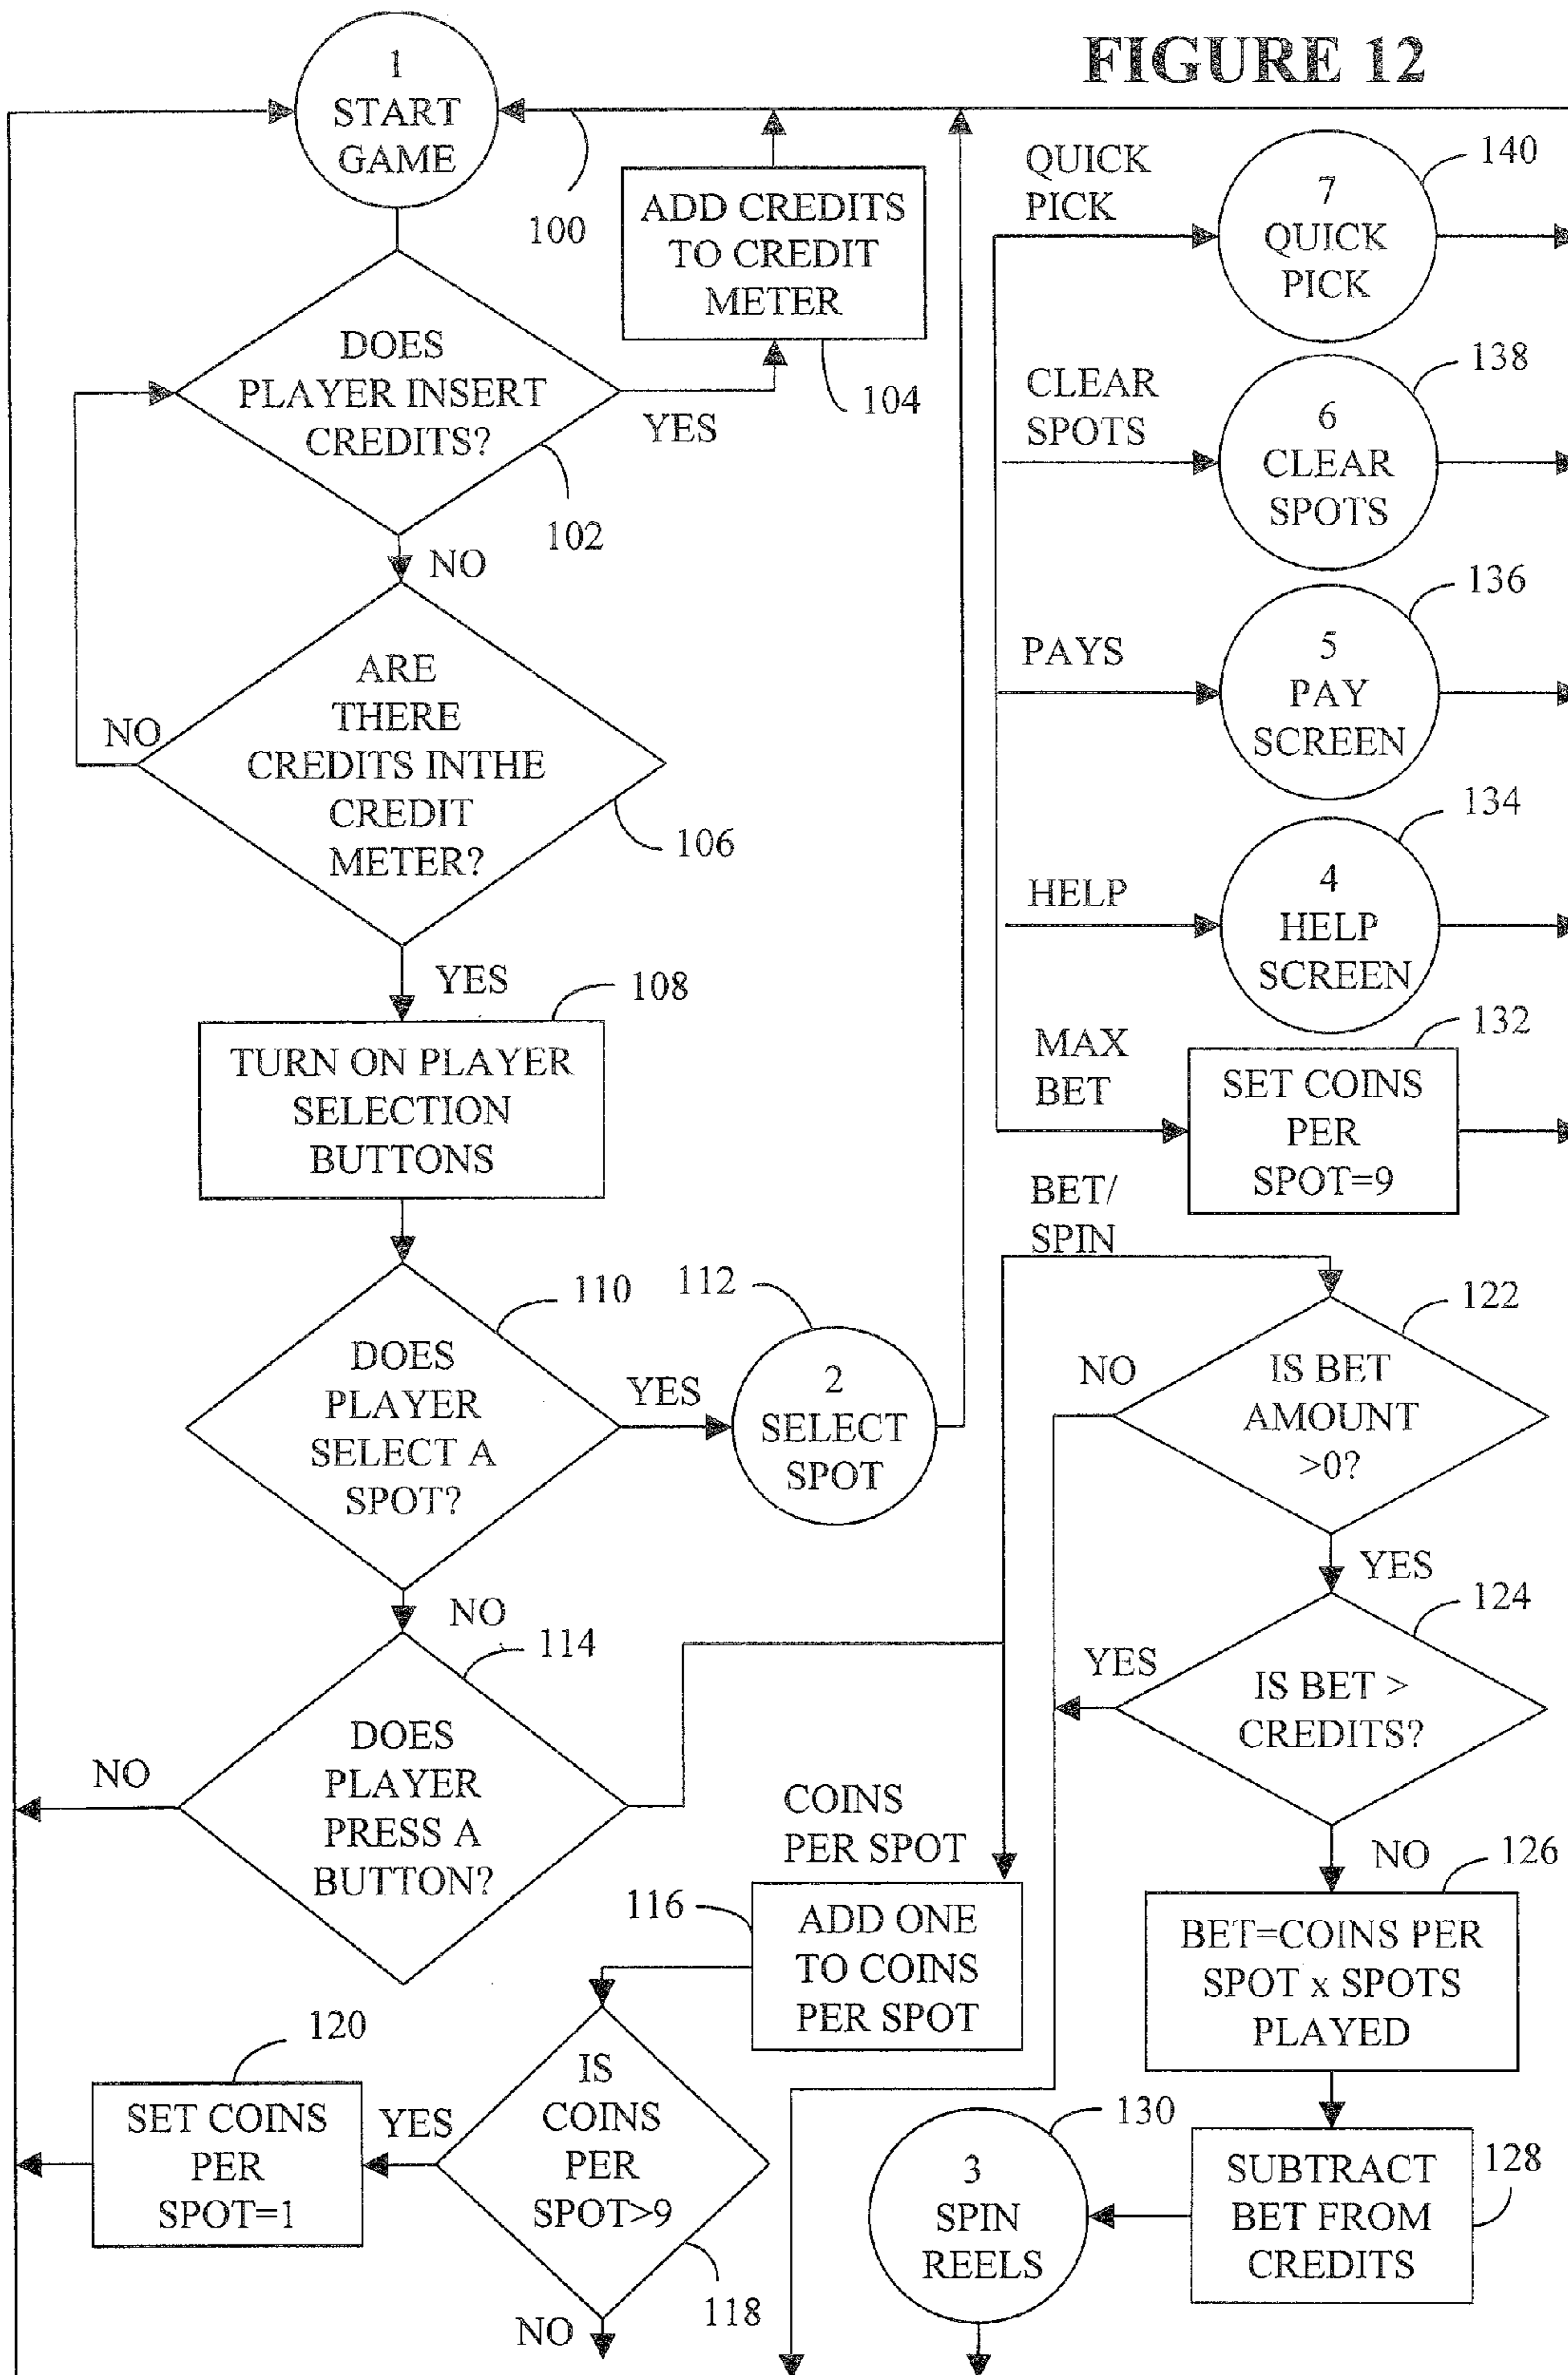 FIGURE 12
1
START
GAME
100
ADD CREDITS
TO CREDIT
METER
104
DOES
PLAYER INSERT
CREDITS?
YES
102
NO
ARE
THERE
CREDITS INTHE
CREDIT
METER?
NO
106
YES
108
TURN ON PLAYER
SELECTION
BUTTONS
110
DOES
PLAYER
SELECT A
SPOT?
YES
112
2
SELECT
SPOT
NO
114
DOES
PLAYER
PRESS A
BUTTON?
NO
COINS
PER SPOT
116
ADD ONE
TO COINS
PER SPOT
IS
COINS
PER
SPOT>9
118
YES
NO
120
SET COINS
PER
SPOT=1
QUICK
PICK
7
QUICK
PICK
140
CLEAR
SPOTS
6
CLEAR
SPOTS
138
PAYS
5
PAY
SCREEN
136
HELP
4
HELP
SCREEN
134
MAX
BET
SET COINS
PER
SPOT=9
132
BET/
SPIN
122
IS BET
AMOUNT
>0?
NO
YES
124
IS BET >
CREDITS?
YES
NO
126
BET=COINS PER
SPOT x SPOTS
PLAYED
SUBTRACT
BET FROM
CREDITS
128
130
3
SPIN
REELS